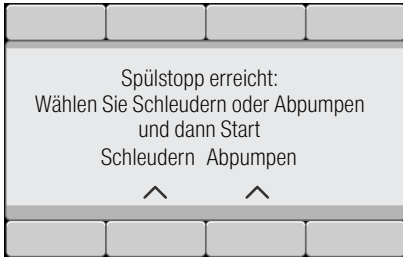 Spülstopp erreicht:
Wählen Sie Schleudern oder Abpumpen
und dann Start
Schleudern Abpumpen